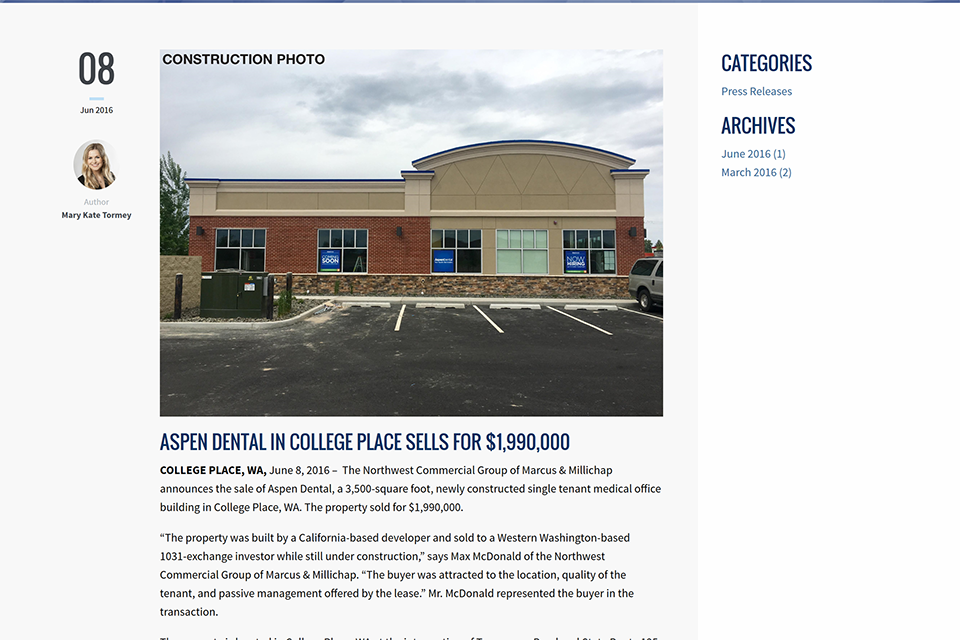 08
Jun 2016
Author
Mary Kate Tormey
CONSTRUCTION PHOTO
COMING
SOON
NOW
HIRING
ASPEN DENTAL IN COLLEGE PLACE SELLS FOR $1,990,000
COLLEGE PLACE, WA, June 8, 2016 – The Northwest Commercial Group of Marcus & Millichap
announces the sale of Aspen Dental, a 3,500-square foot, newly constructed single tenant medical office
building in College Place, WA. The property sold for $1,990,000.
“The property was built by a California-based developer and sold to a Western Washington-based
1031-exchange investor while still under construction,” says Max McDonald of the Northwest
Commercial Group of Marcus & Millichap. “The buyer was attracted to the location, quality of the
tenant, and passive management offered by the lease.” Mr. McDonald represented the buyer in the
transaction.
CATEGORIES
Press Releases
ARCHIVES
June 2016 (1)
March 2016 (2)